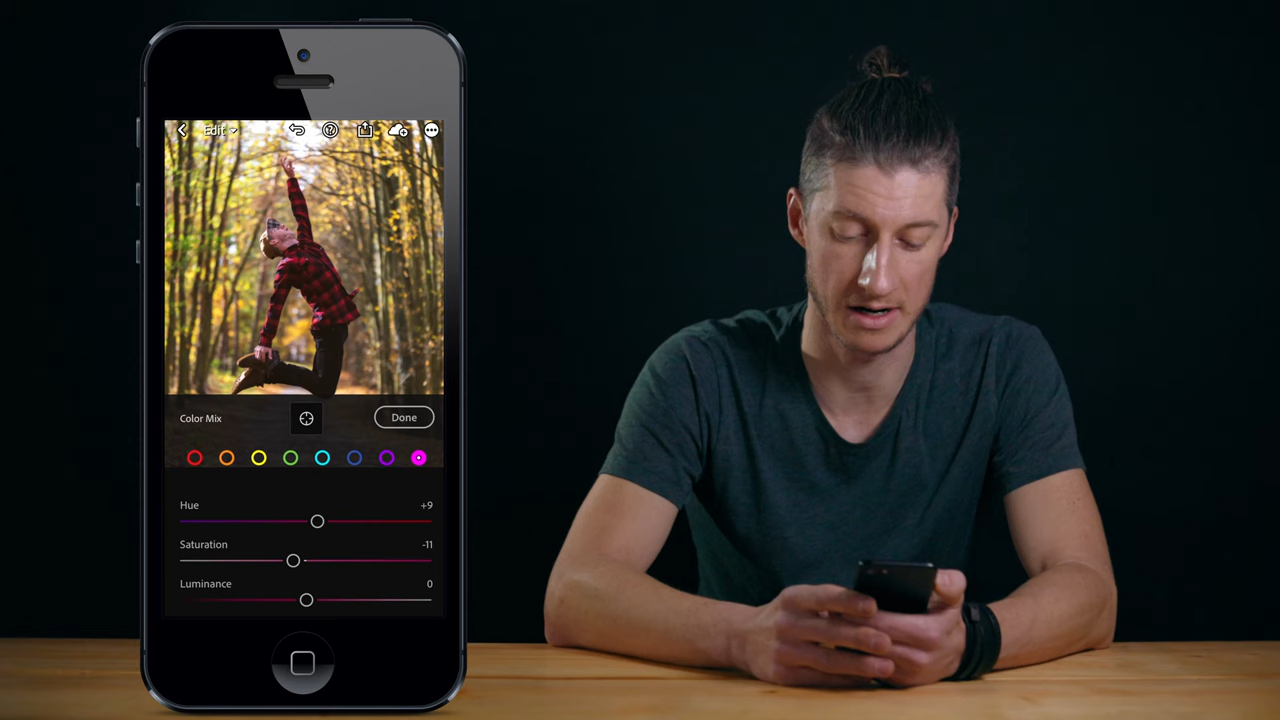 Edit
Color Mix
Done
Hue +9
Saturation -11
Luminance 0